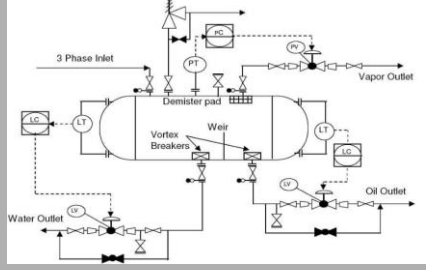 PC
PV
3 Phase Inlet
PT
Vapor Outlet
Demister pad
LC
LT
Vortex
Breakers
Weir
LT
LC
LV
Water Outlet
LV
Oil Outlet